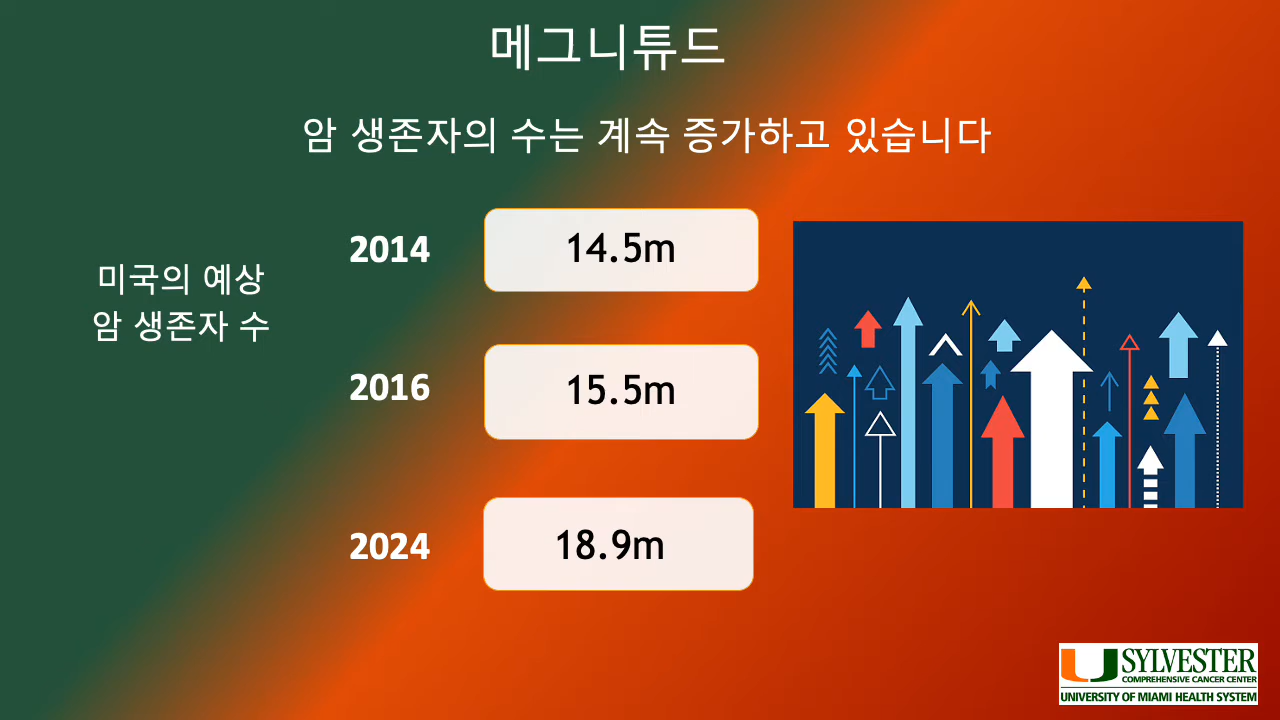 메그니튜드
암 생존자의 수는 계속 증가하고 있습니다
미국의 예상
암 생존자 수
2014
14.5m
2016
15.5m
2024
18.9m
SYLVESTER
COMPREHENSIVE CANCER CENTER
UNIVERSITY OF MIAMI HEALTH SYSTEM